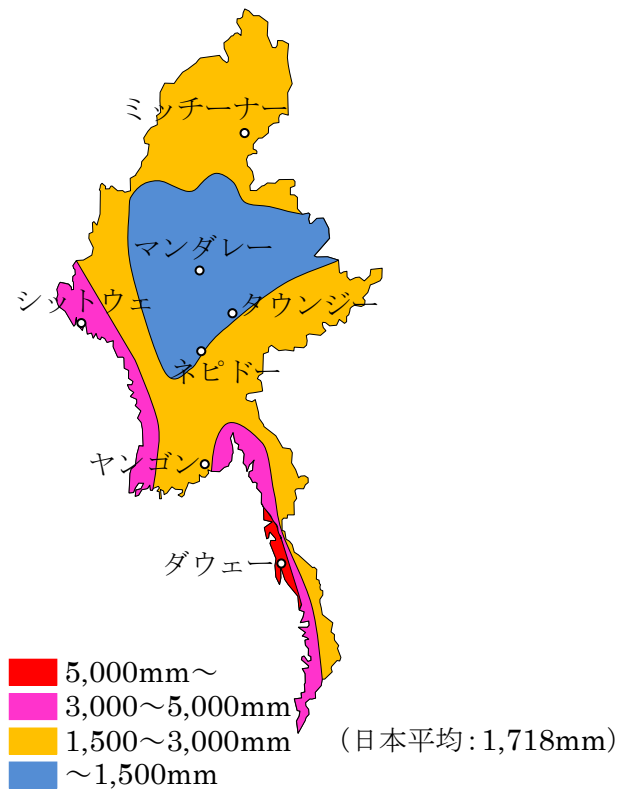 ミッチーナー
マンダレー
シットウェ
タウンジー
ネピドー
ヤンゴン
ダウェー
5,000mm～
3,000～5,000mm
1,500～3,000mm （日本平均：1,718mm）
～1,500mm